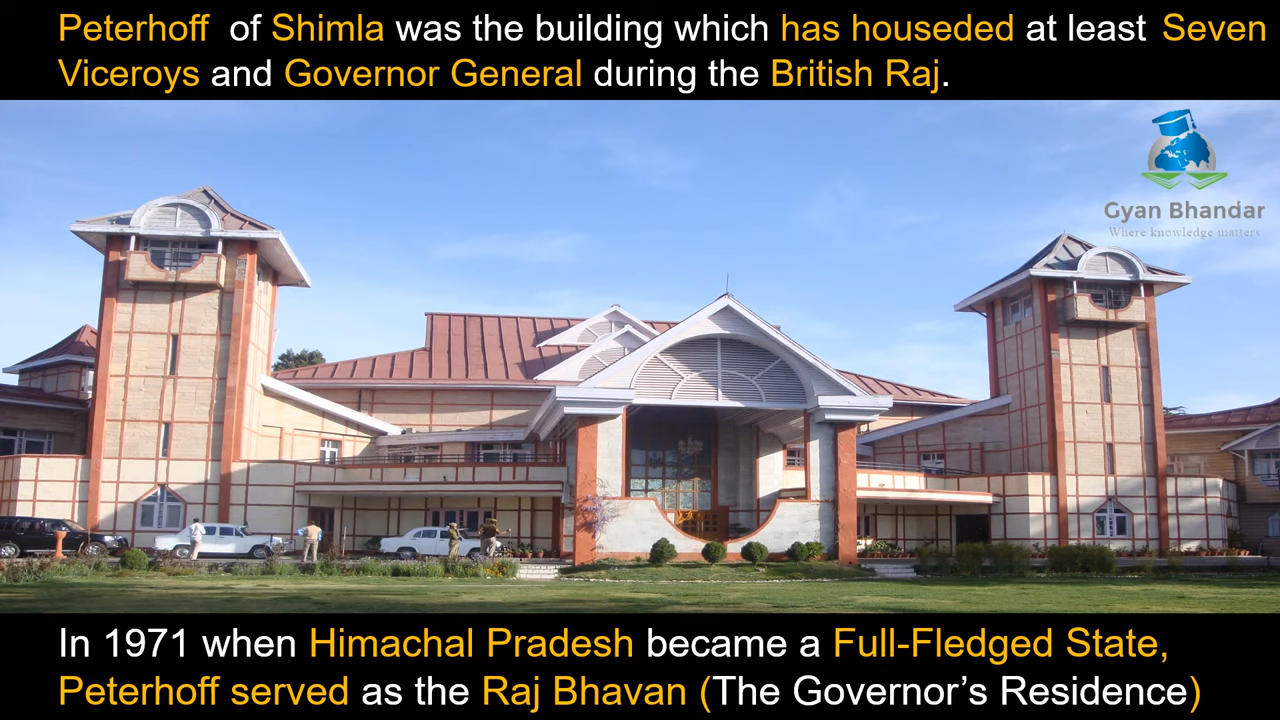 Peterhoff of Shimla was the building which has houseded at least Seven
Viceroys and Governor General during the British Raj.
Gyan Bhandar
Where knowledge matters
In 1971 when Himachal Pradesh became a Full-Fledged State,
Peterhoff served as the Raj Bhavan (The Governor’s Residence)